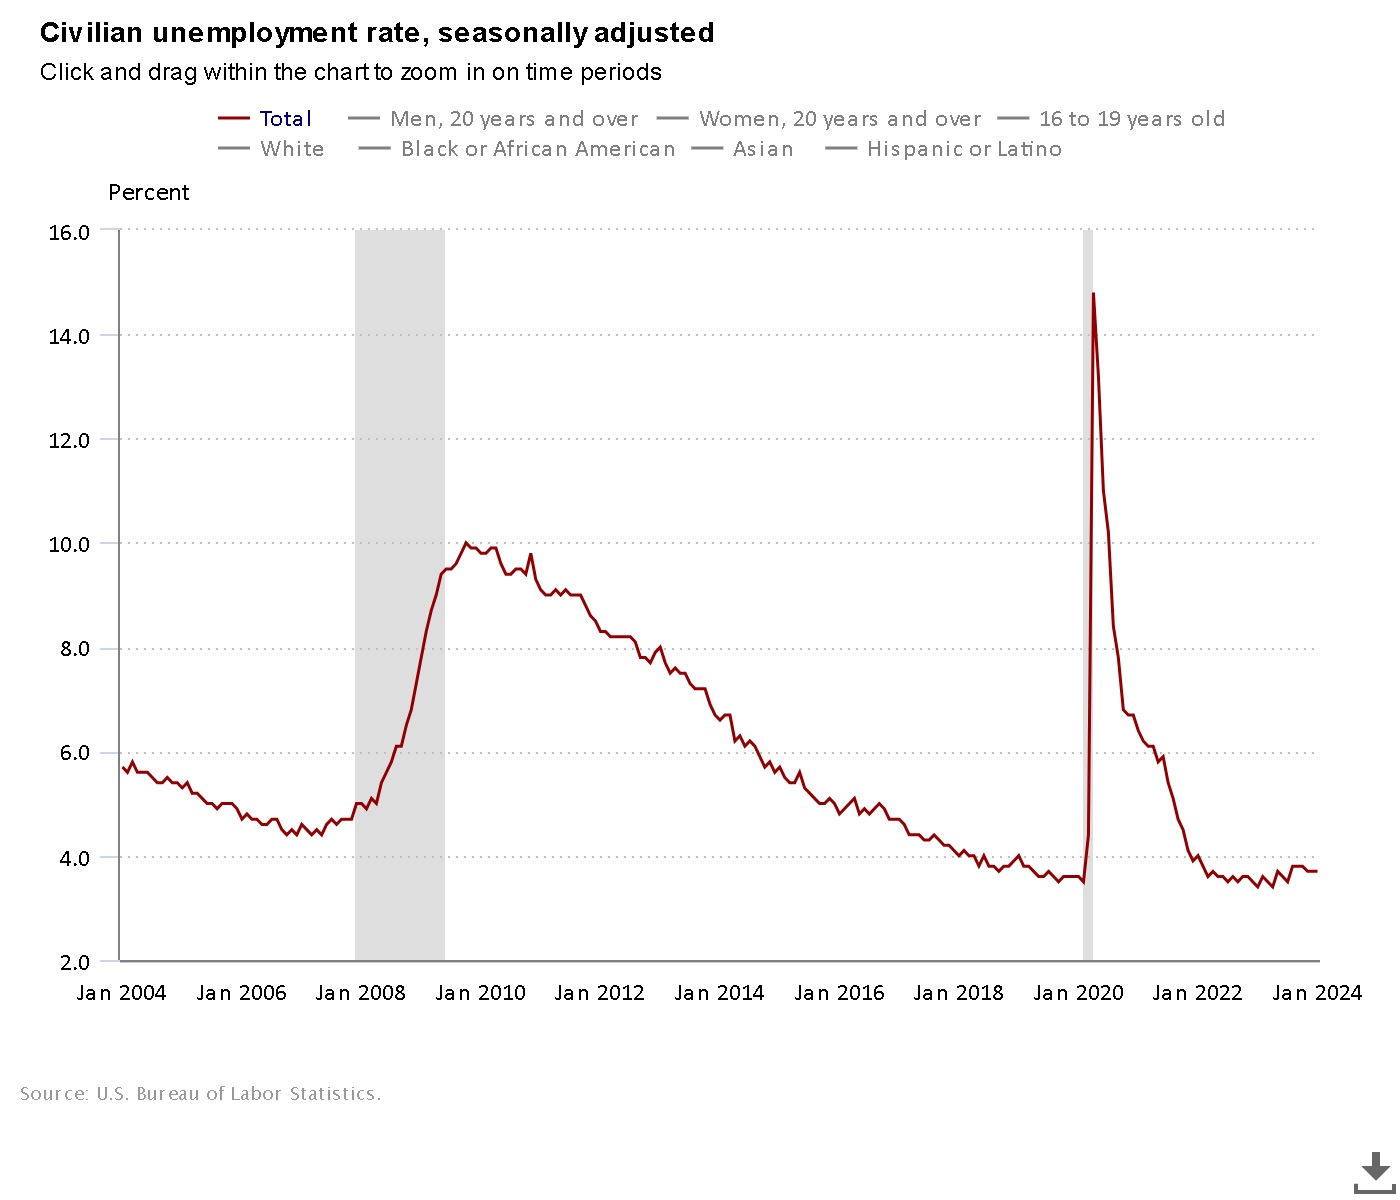 Civilian unemployment rate, seasonally adjusted
Click and drag within the chart to zoom in on time periods
Total Men, 20 years and over Women, 20 years and over 16 to 19 years old
White Black or African American Asian Hispanic or Latino
Percent
16.0
14.0
12.0
10.0
8.0
6.0
4.0
2.0
Jan 2004 Jan 2006 Jan 2008 Jan 2010 Jan 2012 Jan 2014 Jan 2016 Jan 2018 Jan 2020 Jan 2022 Jan 2024
Source: U.S. Bureau of Labor Statistics.